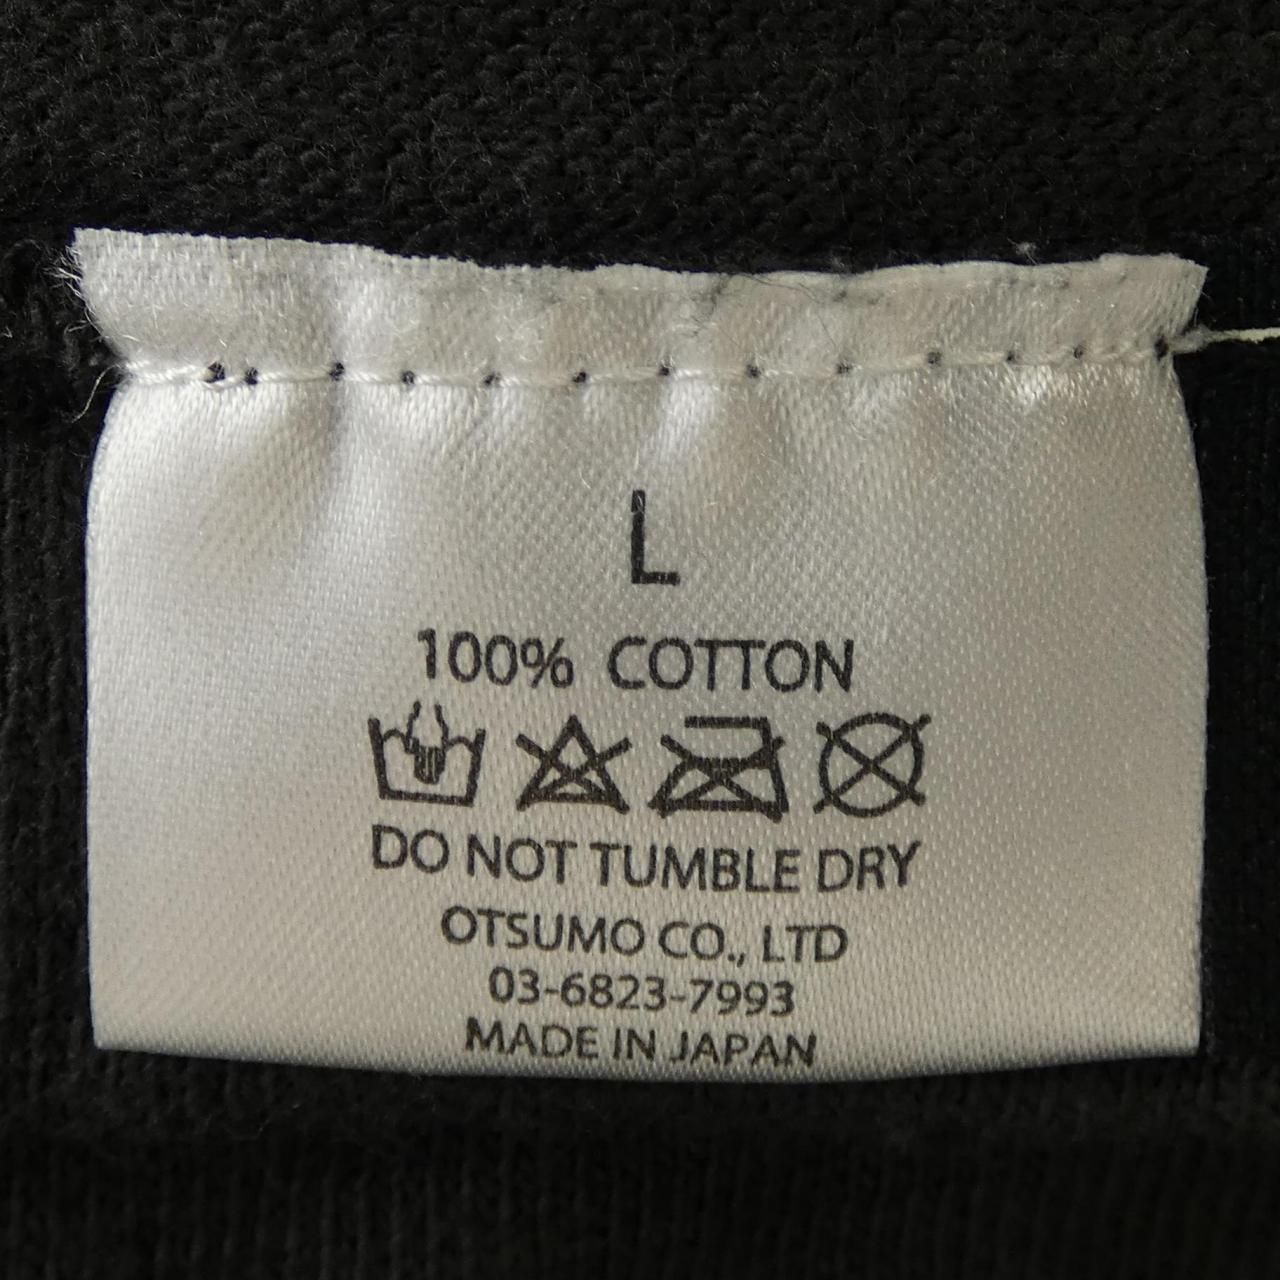 L
100% COTTON
DO NOT TUMBLE DRY
OTSUMO CO., LTD
03-6823-7993
MADE IN JAPAN